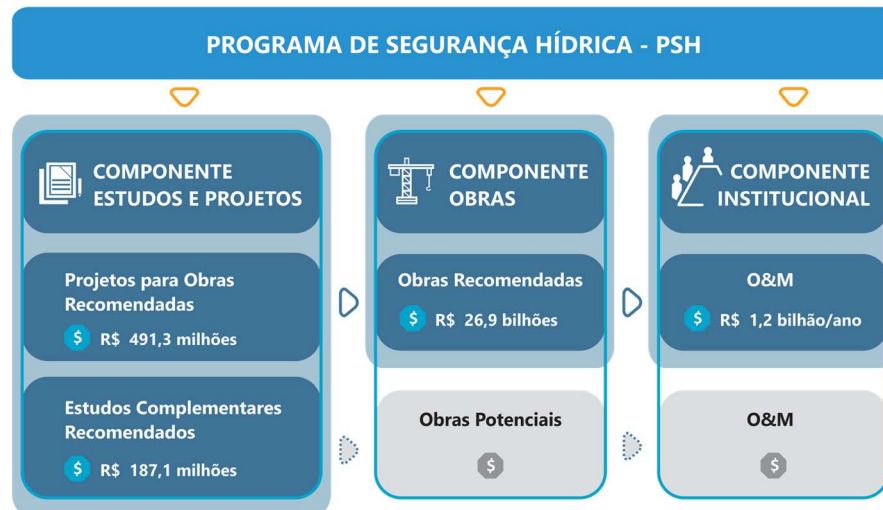 PROGRAMA DE SEGURANÇA HÍDRICA - PSH
COMPONENTE
ESTUDOS E PROJETOS
Projetos para Obras
Recomendadas
$ R$ 491,3 milhões
Estudos Complementares
Recomendados
$ R$ 187,1 milhões
COMPONENTE
OBRAS
Obras Recomendadas
$ R$ 26,9 bilhões
Obras Potenciais
$
COMPONENTE
INSTITUCIONAL
O&M
$ R$ 1,2 bilhão/ano
O&M
$